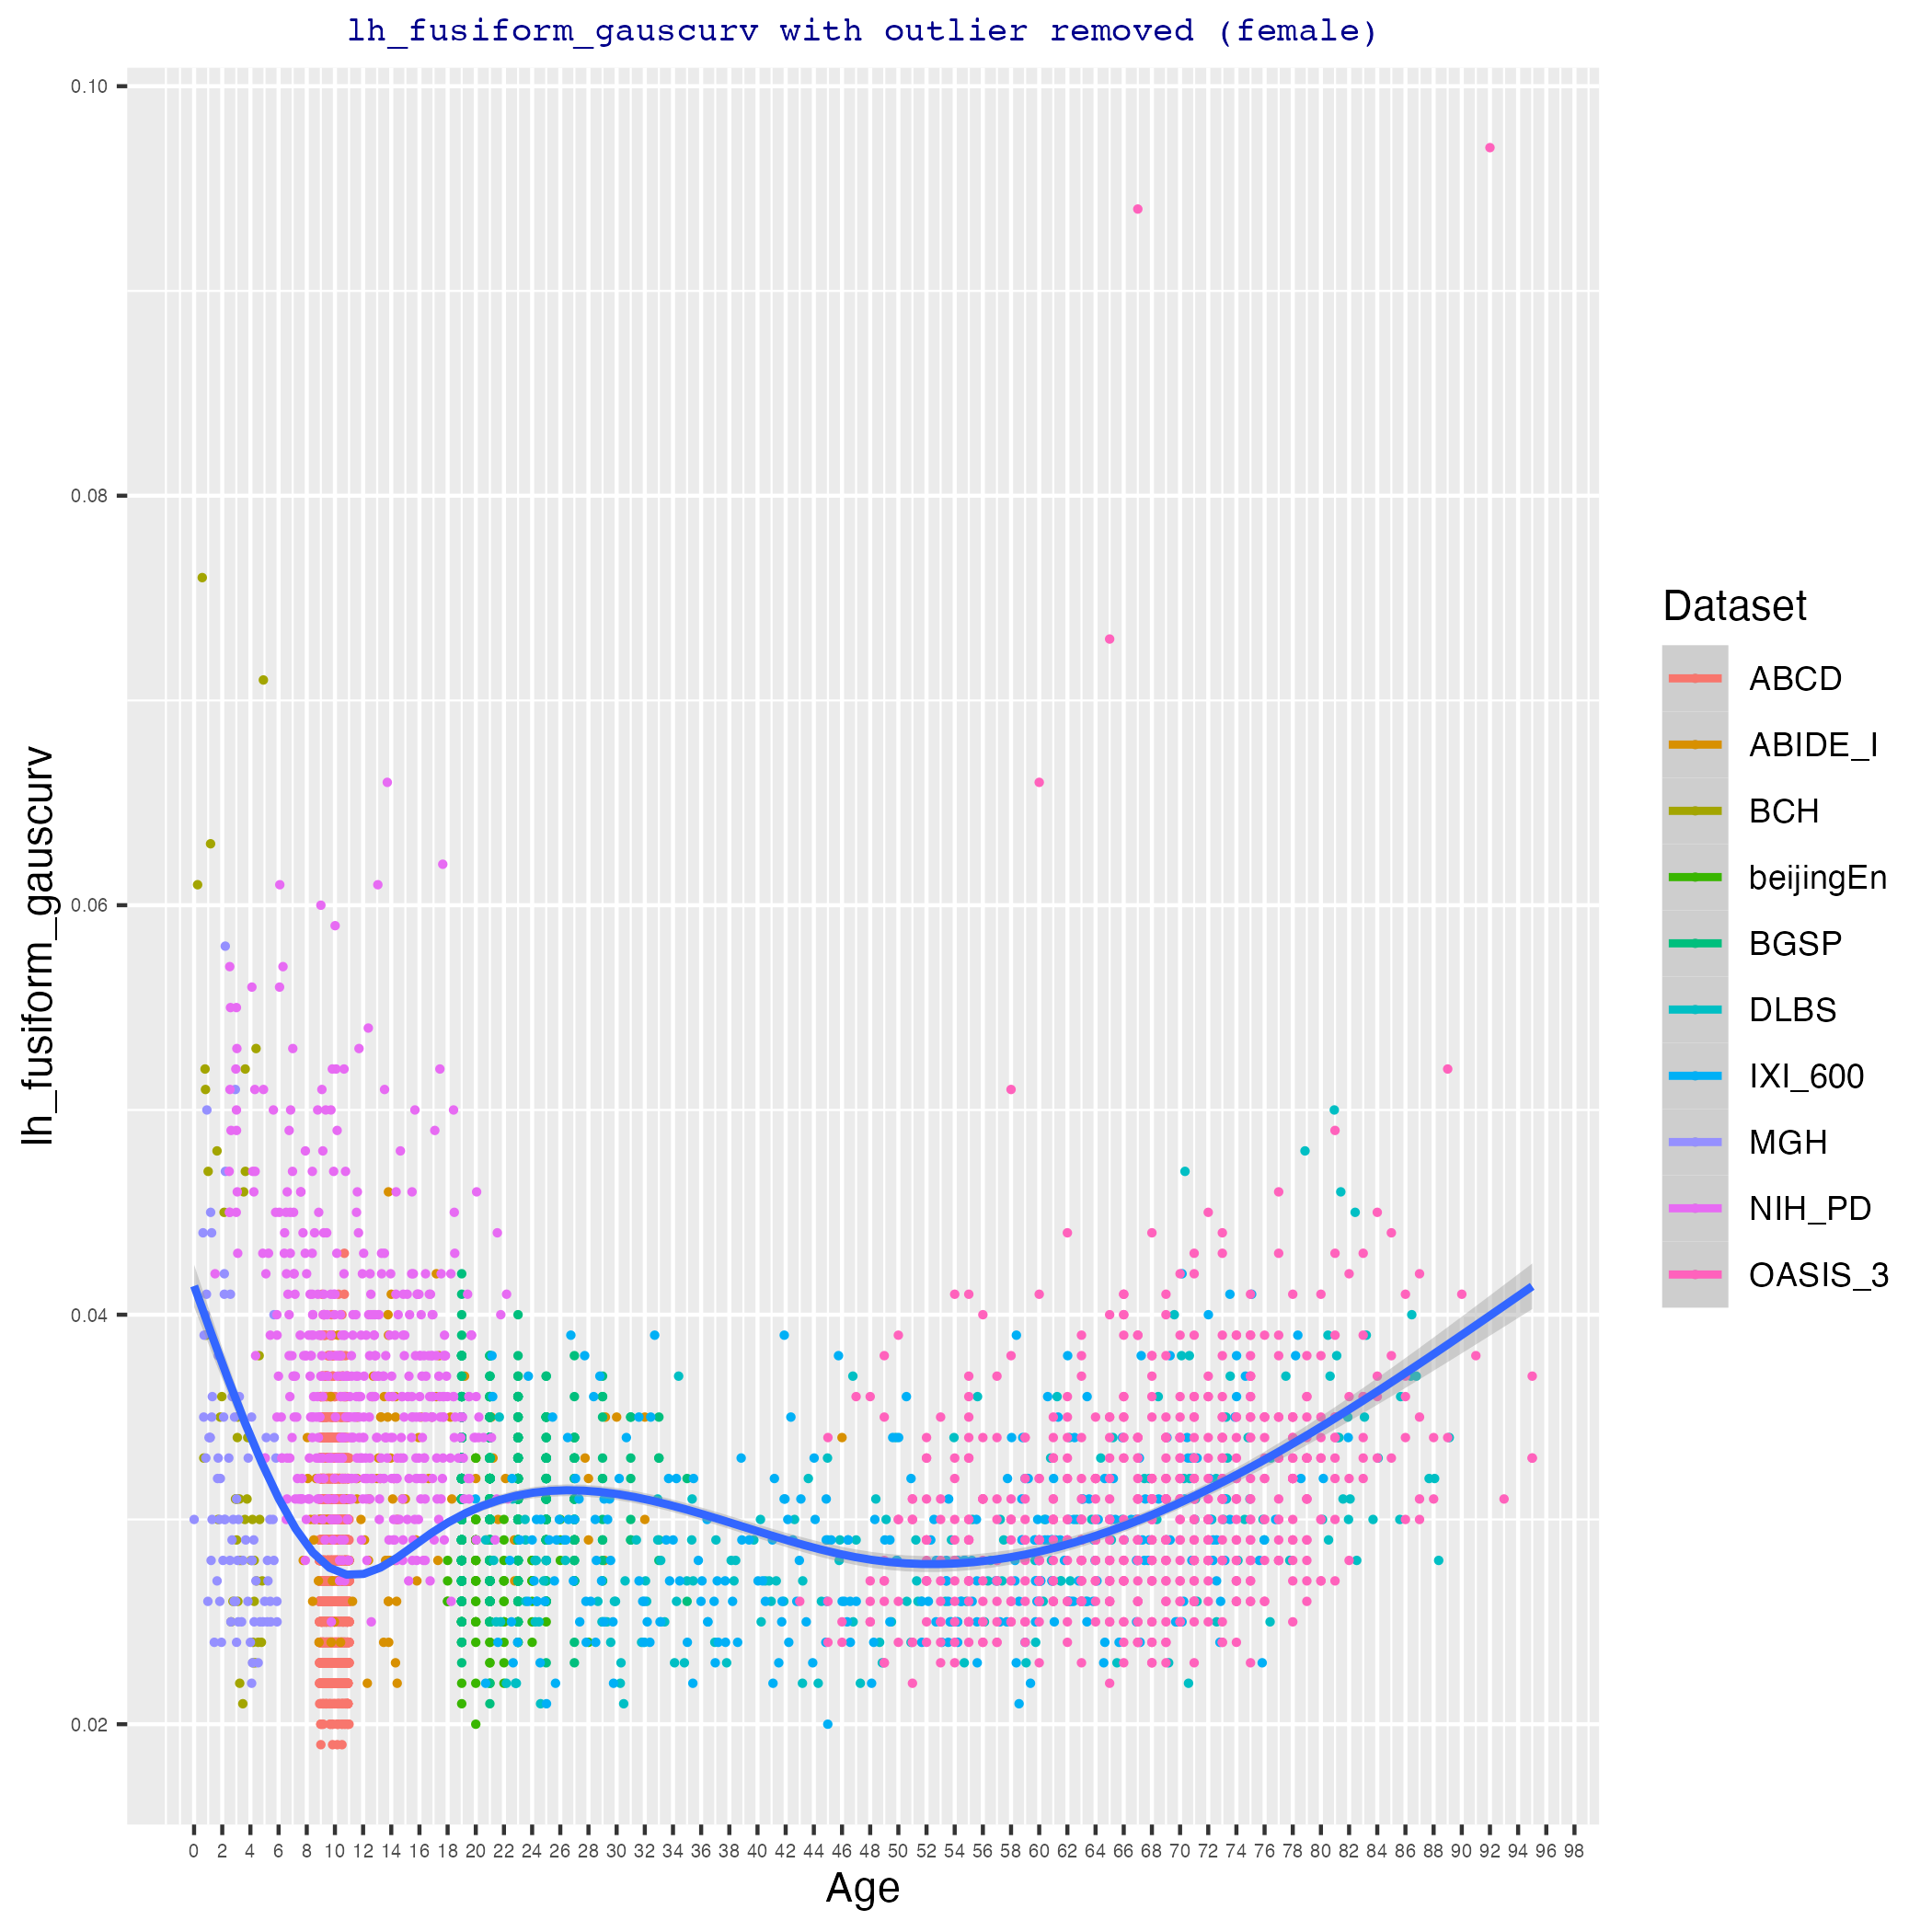 lh_fusiform_gauscurv with outlier removed (female)
0.10
0.08
0.06
0.04
0.02
lh_fusiform_gauscurv
0 2 4 6 8 10 12 14 16 18 20 22 24 26 28 30 32 34 36 38 40 42 44 46 48 50 52 54 56 58 60 62 64 66 68 70 72 74 76 78 80 82 84 86 88 90 92 94 96 98
Age
Dataset
ABCD
ABIDE_I
BCH
beijingEn
BGSP
DLBS
IXI_600
MGH
NIH_PD
OASIS_3